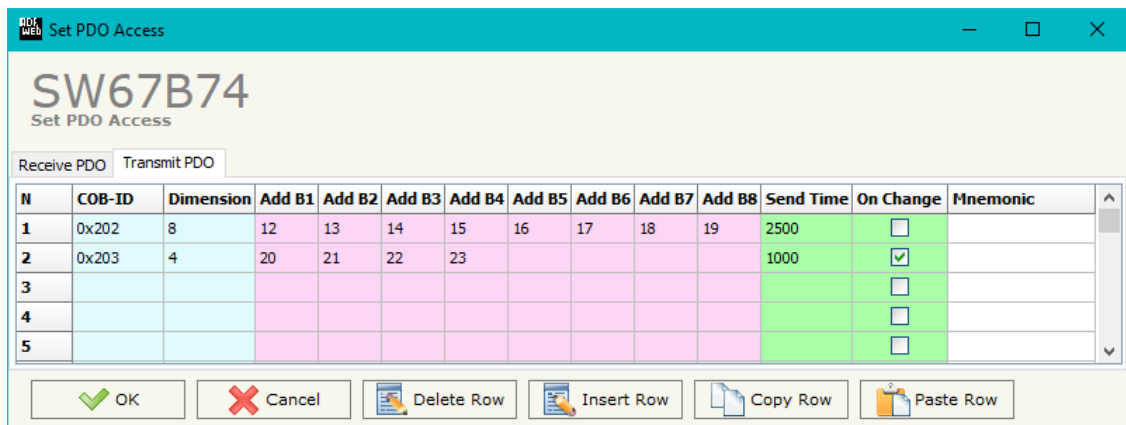 ADF WEB Set PDO Access
SW67B74
Set PDO Access
Receive PDO Transmit PDO
N COB-ID Dimension Add B1 Add B2 Add B3 Add B4 Add B5 Add B6 Add B7 Add B8 Send Time On Change Mnemonic
1 0x202 8 12 13 14 15 16 17 18 19 2500
2 0x203 4 20 21 22 23 1000
3
4
5
OK Cancel Delete Row Insert Row Copy Row Paste Row